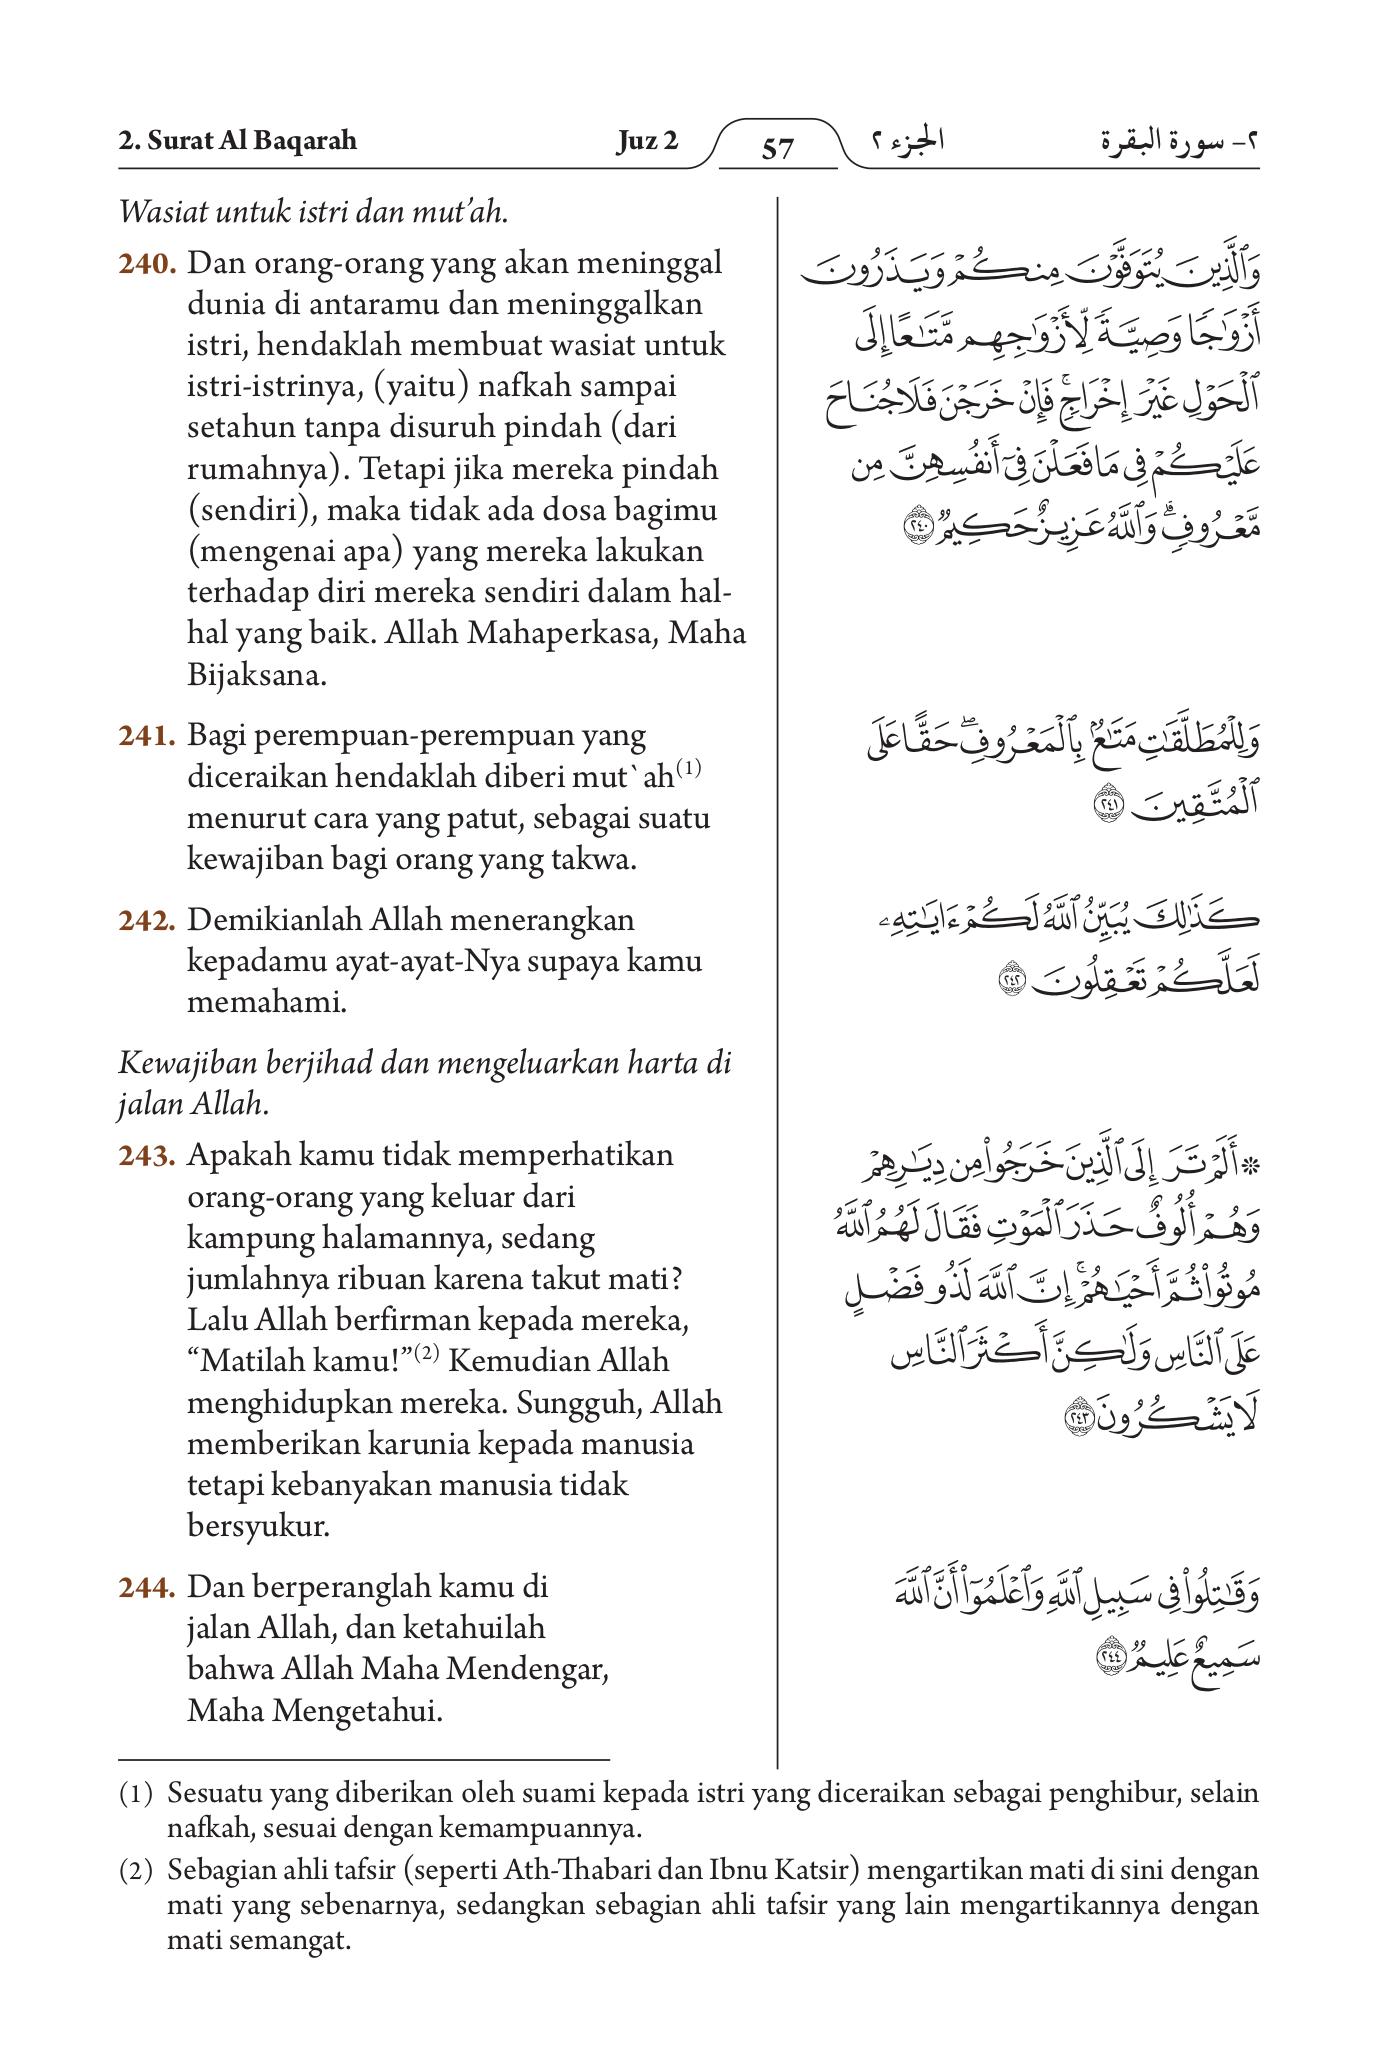 2. Surat Al Baqarah
Juz 2
57
الجزء ٢
٢- سورة البقرة
Wasiat untuk istri dan mut’ah.
240. Dan orang-orang yang akan meninggal
dunia di antaramu dan meninggalkan
istri, hendaklah membuat wasiat untuk
istri-istrinya, (yaitu) nafkah sampai
setahun tanpa disuruh pindah (dari
rumahnya). Tetapi jika mereka pindah
(sendiri), maka tidak ada dosa bagimu
(mengenai apa) yang mereka lakukan
terhadap diri mereka sendiri dalam hal-
hal yang baik. Allah Mahaperkasa, Maha
Bijaksana.
241. Bagi perempuan-perempuan yang
diceraikan hendaklah diberi mut`ah(1)
menurut cara yang patut, sebagai suatu
kewajiban bagi orang yang takwa.
242. Demikianlah Allah menerangkan
kepadamu ayat-ayat-Nya supaya kamu
memahami.
Kewajiban berjihad dan mengeluarkan harta di
jalan Allah.
243. Apakah kamu tidak memperhatikan
orang-orang yang keluar dari
kampung halamannya, sedang
jumlahnya ribuan karena takut mati?
Lalu Allah berfirman kepada mereka,
“Matilah kamu!”(2) Kemudian Allah
menghidupkan mereka. Sungguh, Allah
memberikan karunia kepada manusia
tetapi kebanyakan manusia tidak
bersyukur.
244. Dan berperanglah kamu di
jalan Allah, dan ketahuilah
bahwa Allah Maha Mendengar,
Maha Mengetahui.
وَٱلَّذِينَ يُتَوَفَّوۡنَ مِنكُمۡ وَيَذَرُونَ
أَزۡوَٰجٗا وَصِيَّةٗ لِّأَزۡوَٰجِهِم مَّتَٰعًا إِلَى
ٱلۡحَوۡلِ غَيۡرَ إِخۡرَاجٖۚ فَإِنۡ خَرَجۡنَ فَلَا جُنَاحَ
عَلَيۡكُمۡ فِي مَا فَعَلۡنَ فِيٓ أَنفُسِهِنَّ مِن
مَّعۡرُوفٖۗ وَٱللَّهُ عَزِيزٌ حَكِيمٞ ٢٤٠
وَلِلۡمُطَلَّقَٰتِ مَتَٰعُۢ بِٱلۡمَعۡرُوفِۖ حَقًّا عَلَى
ٱلۡمُتَّقِينَ ٢٤١
كَذَٰلِكَ يُبَيِّنُ ٱللَّهُ لَكُمۡ ءَايَٰتِهِۦ
لَعَلَّكُمۡ تَعۡقِلُونَ ٢٤٢
۞ أَلَمۡ تَرَ إِلَى ٱلَّذِينَ خَرَجُواْ مِن دِيَٰرِهِمۡ
وَهُمۡ أُلُوفٌ حَذَرَ ٱلۡمَوۡتِ فَقَالَ لَهُمُ ٱللَّهُ
مُوتُواْ ثُمَّ أَحۡيَٰهُمۡۚ إِنَّ ٱللَّهَ لَذُو فَضۡلٍ
عَلَى ٱلنَّاسِ وَلَٰكِنَّ أَكۡثَرَ ٱلنَّاسِ
لَا يَشۡكُرُونَ ٢٤٣
وَقَٰتِلُواْ فِي سَبِيلِ ٱللَّهِ وَٱعۡلَمُوٓاْ أَنَّ ٱللَّهَ
سَمِيعٌ عَلِيمٞ ٢٤٤
(1) Sesuatu yang diberikan oleh suami kepada istri yang diceraikan sebagai penghibur, selain
nafkah, sesuai dengan kemampuannya.
(2) Sebagian ahli tafsir (seperti Ath-Thabari dan Ibnu Katsir) mengartikan mati di sini dengan
mati yang sebenarnya, sedangkan sebagian ahli tafsir yang lain mengartikannya dengan
mati semangat.